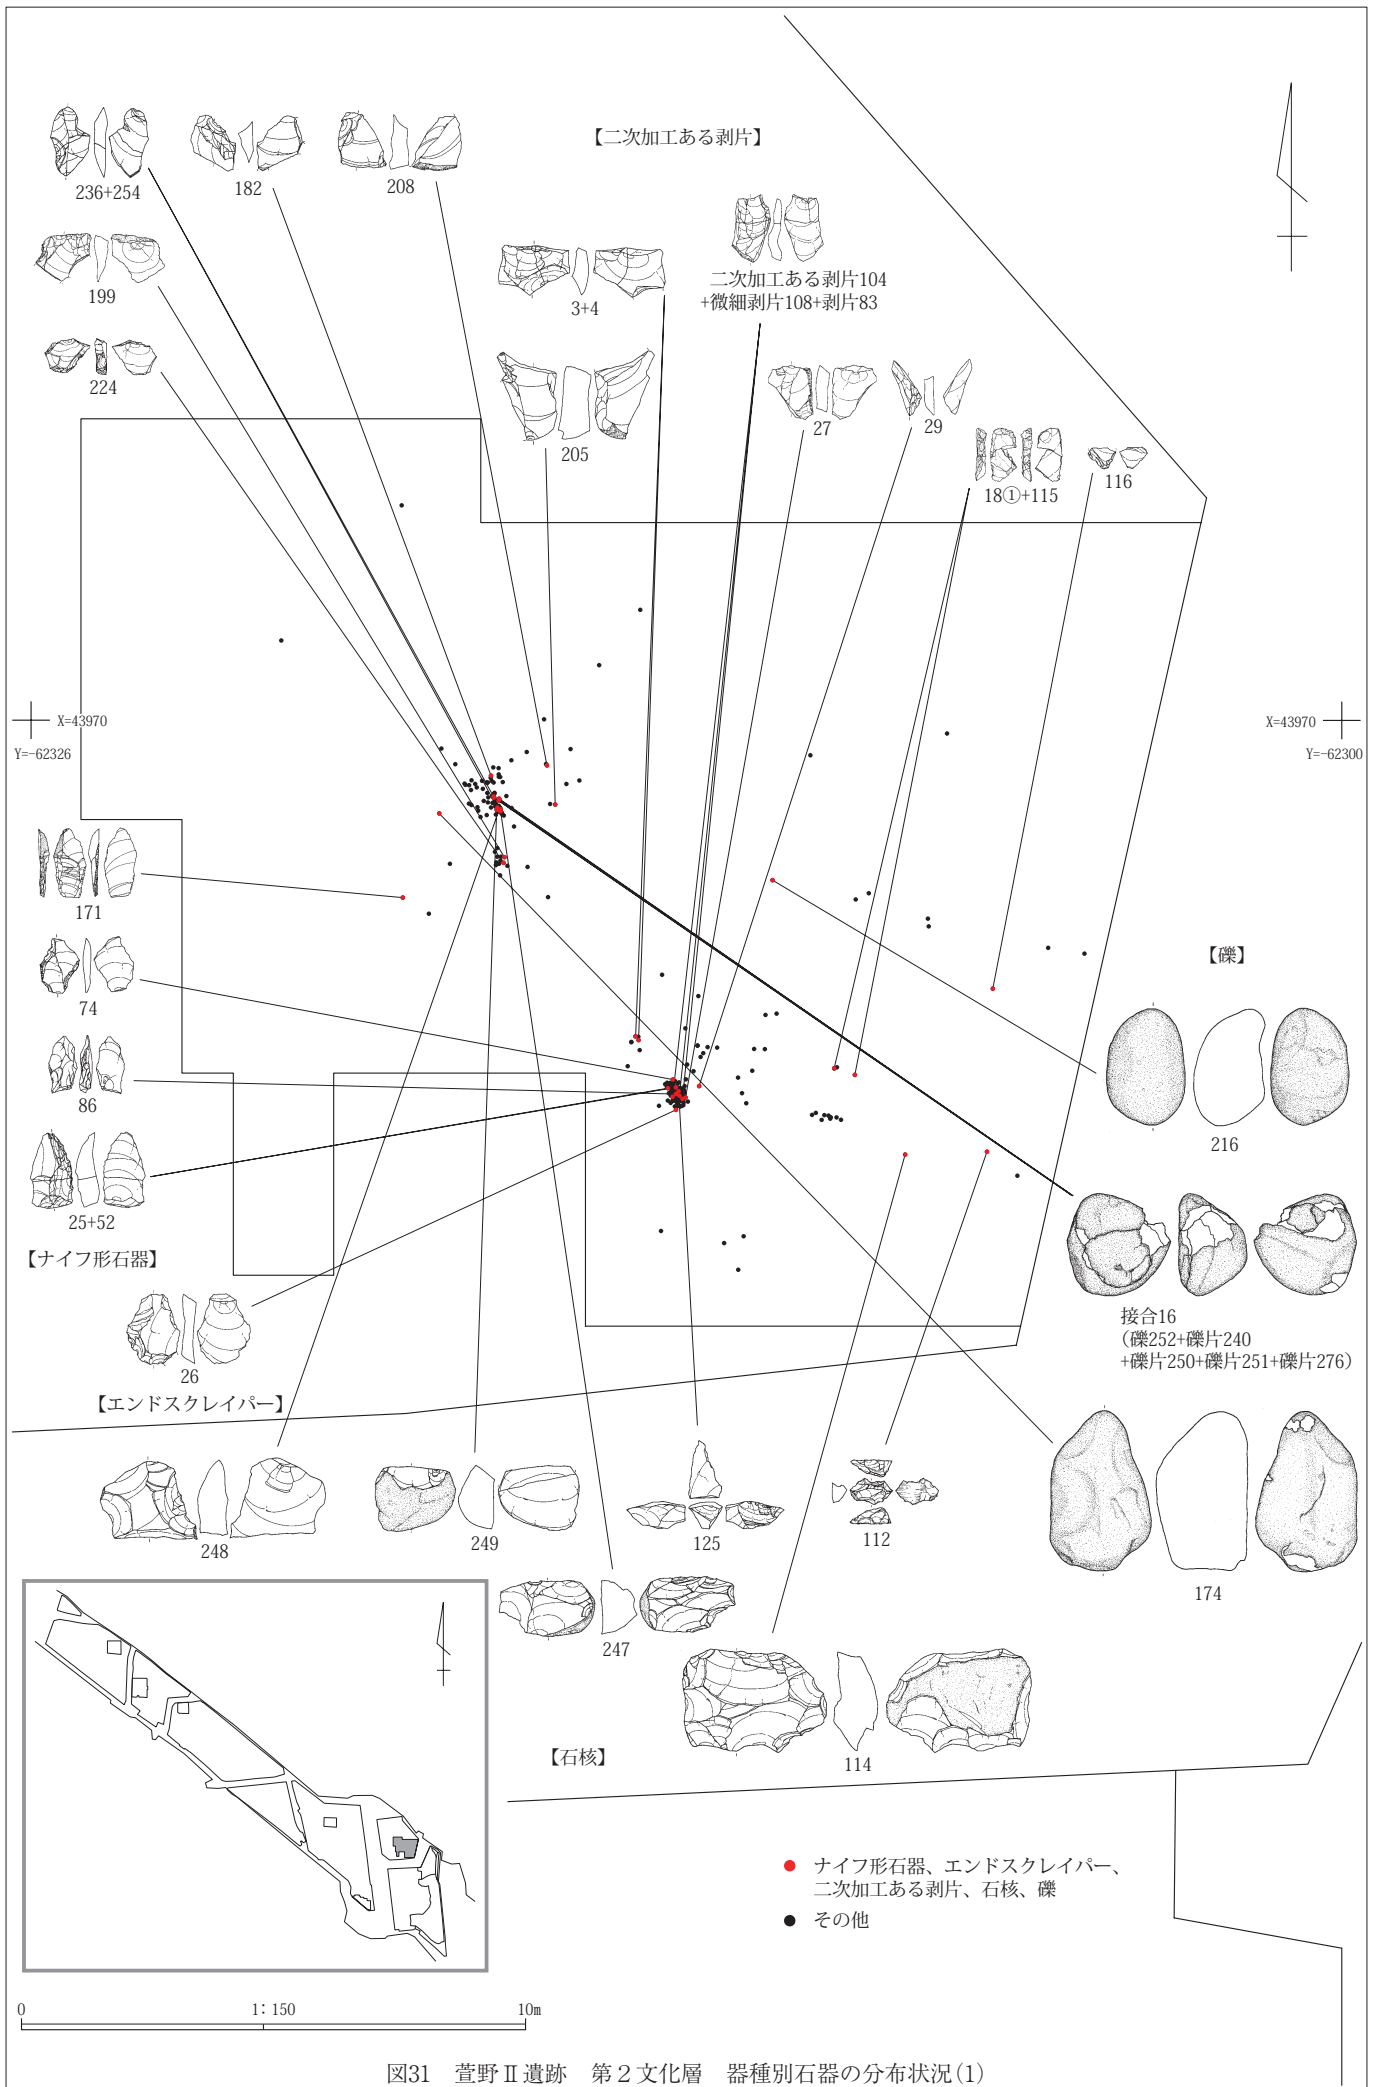 【二次加工ある剥片】
236+254
182
208
199
3+4
二次加工ある剥片104
+微細剥片108+剥片83
224
205
27
29
18①+115
116
X=43970
Y=-62326
X=43970
Y=-62300
171
74
86
25+52
【ナイフ形石器】
26
【エンドスクレイパー】
【礫】
216
接合16
（礫252+礫片240
+礫片250+礫片251+礫片276）
174
248
249
125
112
247
114
【石核】
ナイフ形石器、エンドスクレイパー、
二次加工ある剥片、石核、礫
その他
0
1：150
10m
図31　萱野Ⅱ遺跡　第２文化層　器種別石器の分布状況(1)